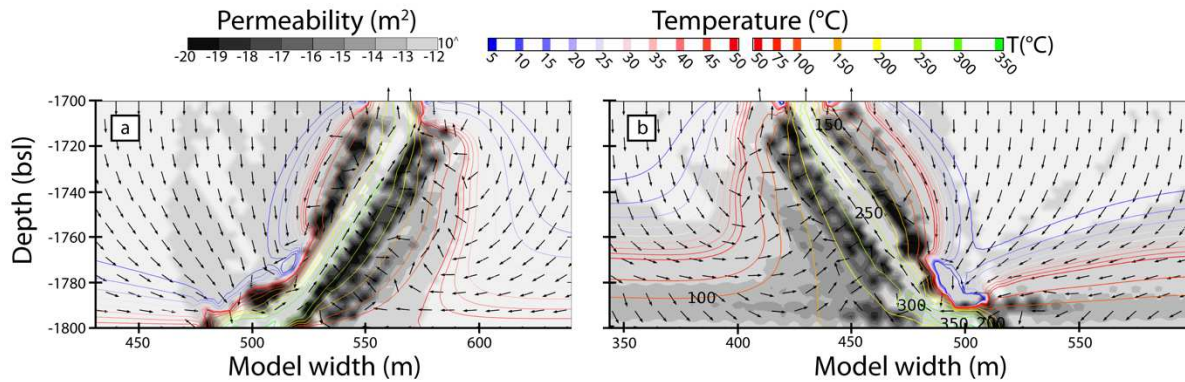 Permeability (m²)
Temperature (°C)
-20 -19 -18 -17 -16 -15 -14 -13 -12 10^
5 10 15 20 25 30 35 40 45 50
50 75 100 150 200 250 300 350 T(°C)
Depth (bsl)
-1700
-1720
-1740
-1760
-1780
-1800
a
450 500 550 600
Model width (m)
b
150
250
100
300
350
200
350 400 450 500 550
Model width (m)